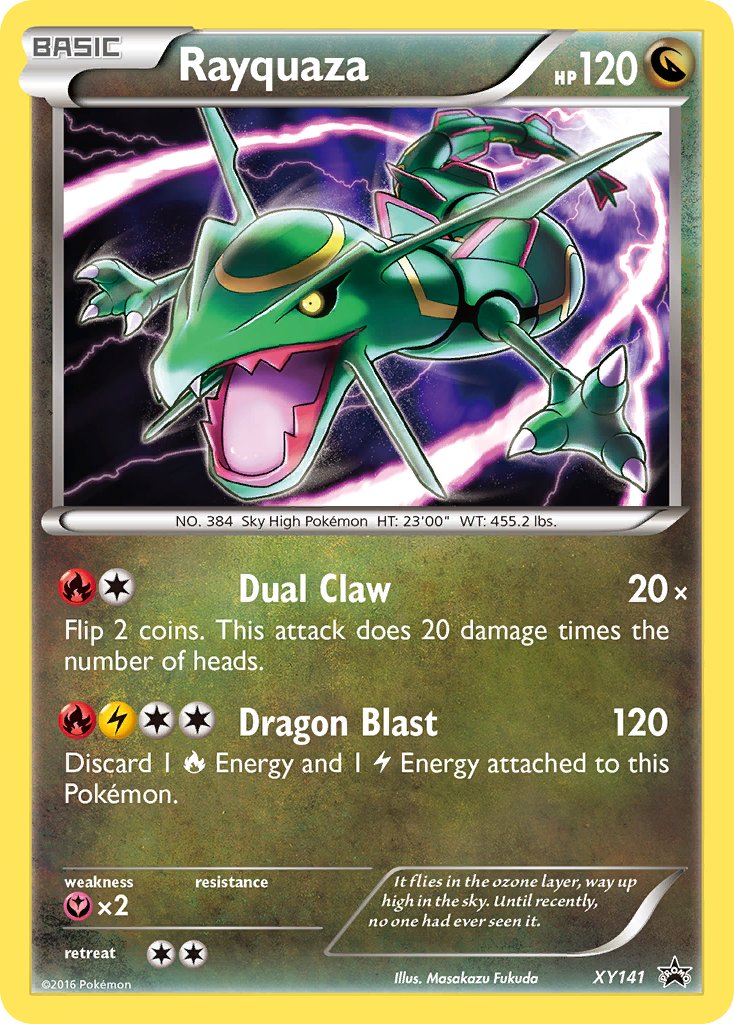 BASIC
Rayquaza
HP120
NO. 384 Sky High Pokémon HT: 23'00" WT: 455.2 lbs.
Dual Claw 20×
Flip 2 coins. This attack does 20 damage times the
number of heads.
Dragon Blast 120
Discard 1 Energy and 1 Energy attached to this
Pokémon.
weakness resistance
×2
It flies in the ozone layer, way up
high in the sky. Until recently,
no one had ever seen it.
retreat
©2016 Pokémon
Illus. Masakazu Fukuda
XY141
PROMO